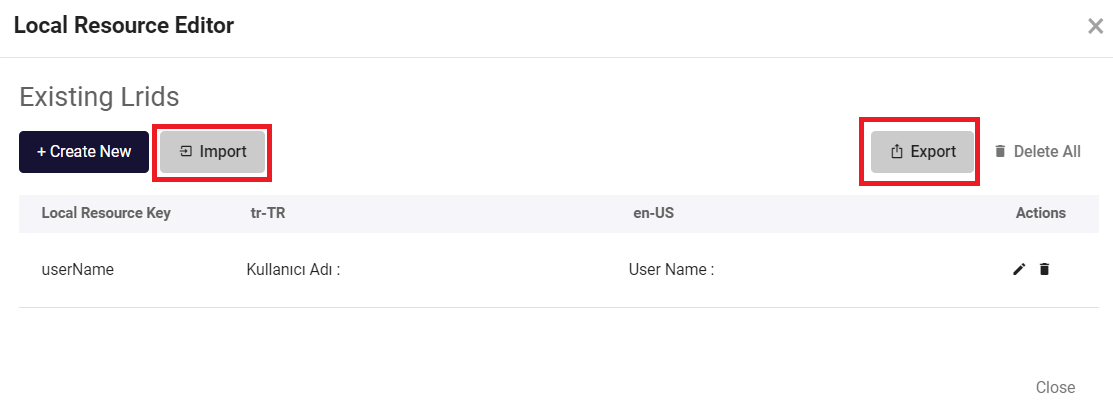 Local Resource Editor
Existing Lrids
+ Create New Import Export Delete All
Local Resource Key tr-TR en-US Actions
userName Kullanıcı Adı : User Name :
Close